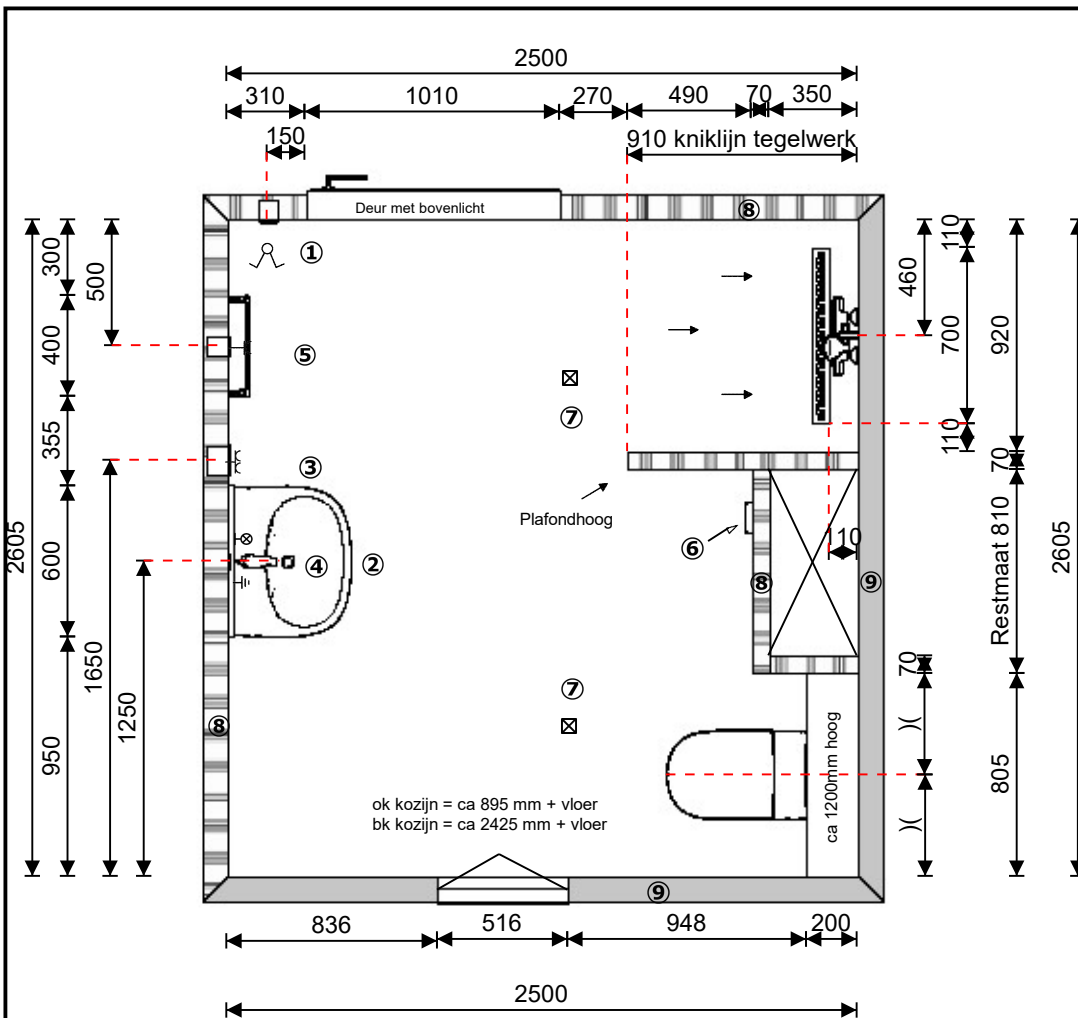 2500
310 1010 270 490 70 350
150 910 kniklijn tegelwerk
Deur met bovenlicht ⑧
① 
300 500 110 460
400 ⑤ 700 920
⑦
355 110
③ 70
Plafondhoog
2605 600 ④ ② ⑥ 110 ⑧ ⑨ Restmaat 810 2605
1650
1250 70
⑦
⑧ )(
950 ca 1200mm hoog 805
ok kozijn = ca 895 mm + vloer
bk kozijn = ca 2425 mm + vloer )(
⑨
836 516 948 200
2500